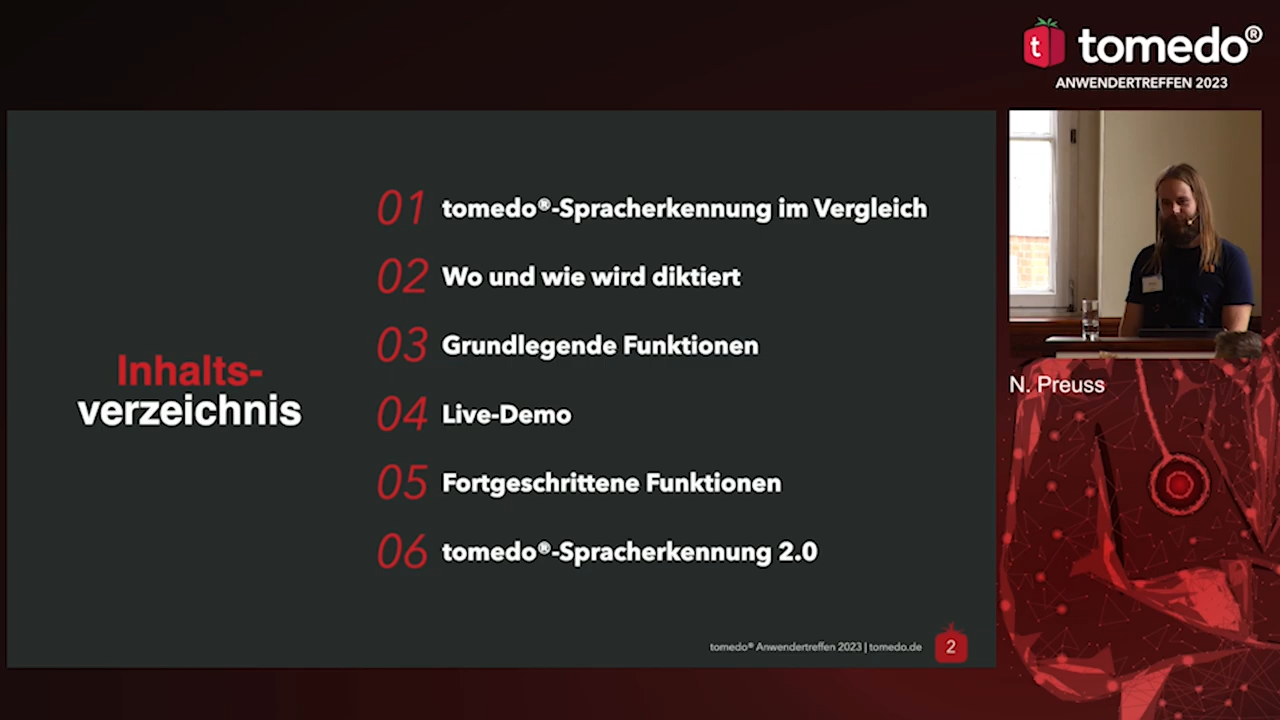 t tomedo®
ANWENDERTREFFEN 2023
01 tomedo®-Spracherkennung im Vergleich
02 Wo und wie wird diktiert
03 Grundlegende Funktionen
04 Live-Demo
05 Fortgeschrittene Funktionen
06 tomedo®-Spracherkennung 2.0
Inhalts-
verzeichnis
N. Preuss
tomedo® Anwendertreffen 2023 | tomedo.de
2